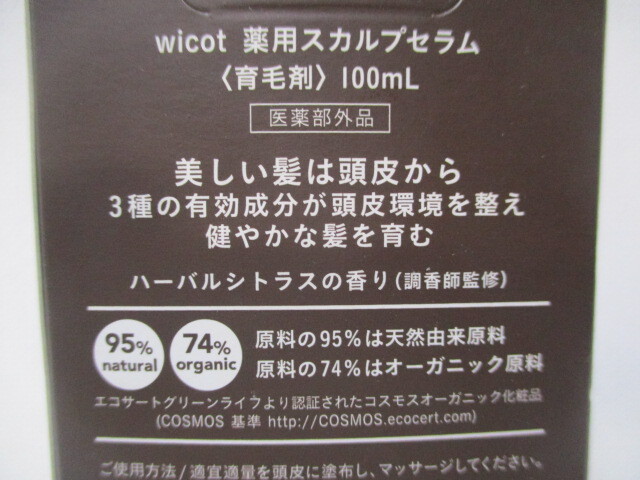 wicot 薬用スカルプセラム
〈育毛剤〉100mL
医薬部外品
美しい髪は頭皮から
3種の有効成分が頭皮環境を整え
健やかな髪を育む
ハーバルシトラスの香り(調香師監修)
95% natural
74% organic
原料の95%は天然由来原料
原料の74%はオーガニック原料
エコサートグリーンライフより認証されたコスモスオーガニック化粧品
(COSMOS 基準 http://COSMOS.ecocert.com)
ご使用方法/適宜適量を頭皮に塗布し、マッサージしてください。